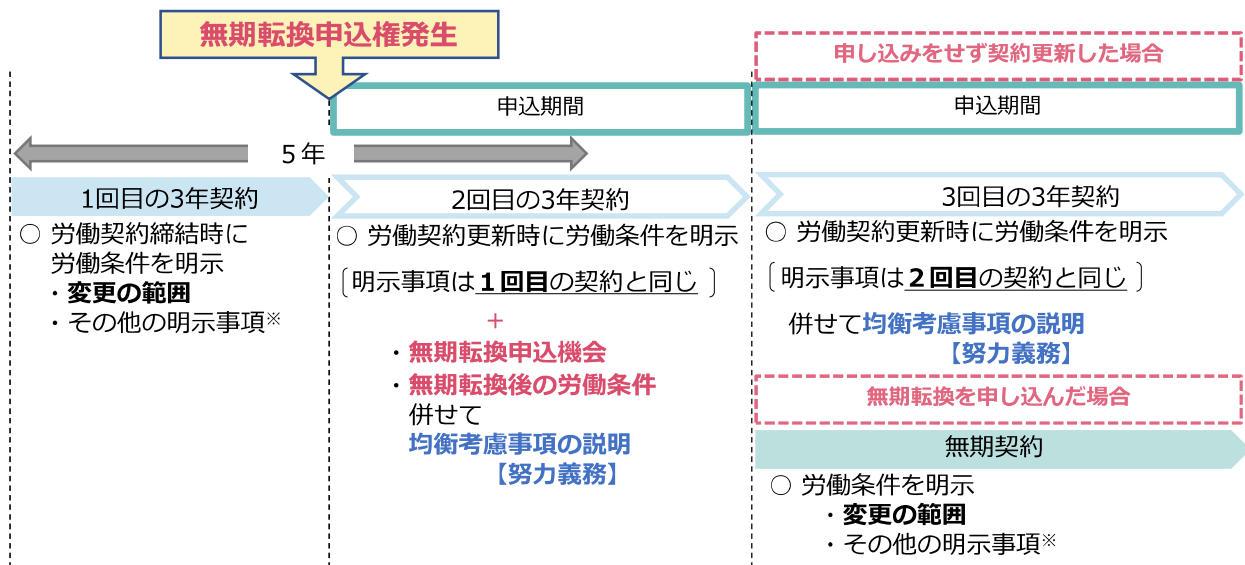 無期転換申込権発生
申し込みをせず契約更新した場合
申込期間
申込期間
5年
1回目の3年契約
○ 労働契約締結時に
労働条件を明示
・変更の範囲
・その他の明示事項※
2回目の3年契約
○ 労働契約更新時に労働条件を明示
〔明示事項は１回目の契約と同じ〕
＋
・無期転換申込機会
・無期転換後の労働条件
併せて
均衡考慮事項の説明
【努力義務】
3回目の3年契約
○ 労働契約更新時に労働条件を明示
〔明示事項は２回目の契約と同じ〕
併せて均衡考慮事項の説明
【努力義務】
無期転換を申し込んだ場合
無期契約
○ 労働条件を明示
・変更の範囲
・その他の明示事項※